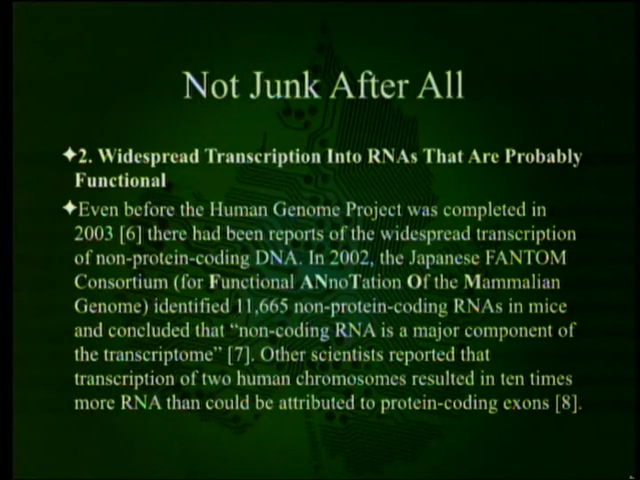 Not Junk After All
✦2. Widespread Transcription Into RNAs That Are Probably
Functional
✦Even before the Human Genome Project was completed in
2003 [6] there had been reports of the widespread transcription
of non-protein-coding DNA. In 2002, the Japanese FANTOM
Consortium (for Functional ANnoTation Of the Mammalian
Genome) identified 11,665 non-protein-coding RNAs in mice
and concluded that “non-coding RNA is a major component of
the transcriptome” [7]. Other scientists reported that
transcription of two human chromosomes resulted in ten times
more RNA than could be attributed to protein-coding exons [8].